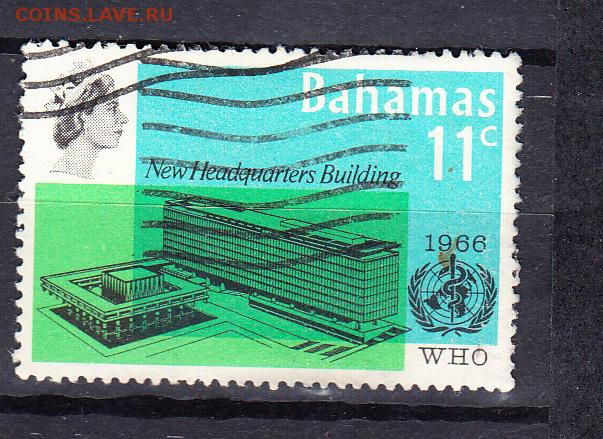 COINS.LAVE.RU
Bahamas
11c
New Headquarters Building
1966
WHO